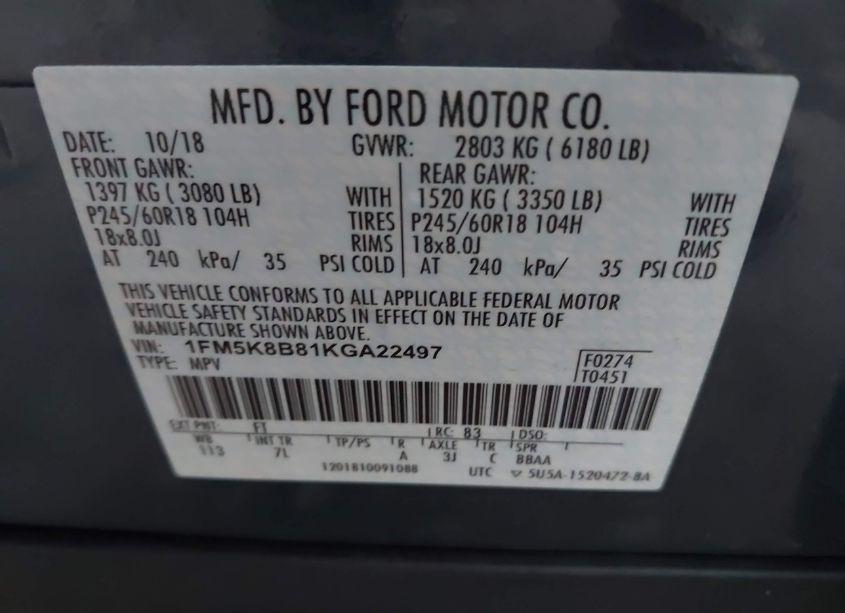 MFD. BY FORD MOTOR CO.
DATE: 10/18 GVWR: 2803 KG ( 6180 LB)
FRONT GAWR: REAR GAWR:
1397 KG ( 3080 LB) WITH 1520 KG ( 3350 LB) WITH
P245/60R18 104H TIRES P245/60R18 104H TIRES
18x8.0J RIMS 18x8.0J RIMS
AT 240 kPa/ 35 PSI COLD AT 240 kPa/ 35 PSI COLD
THIS VEHICLE CONFORMS TO ALL APPLICABLE FEDERAL MOTOR
VEHICLE SAFETY STANDARDS IN EFFECT ON THE DATE OF
MANUFACTURE SHOWN ABOVE.
VIN: 1FM5K8B81KGA22497 F0274
TYPE: MPV T0451
EXT PNT: FT RC: 83 DSO:
WB INT TR TP/PS R AXLE TR SPR
113 7L A 3J C BBAA
1201810091088 UTC ▽ 5U5A-1520472-8A